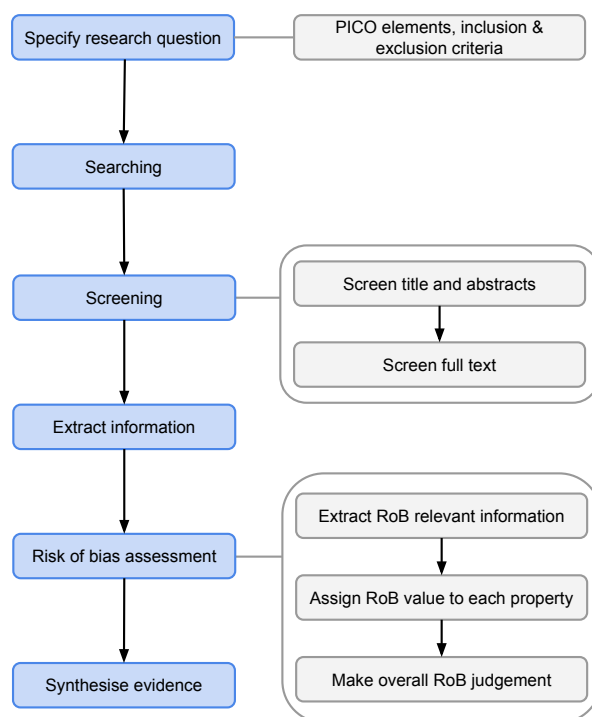 Specify research question
PICO elements, inclusion &
exclusion criteria
Searching
Screening
Screen title and abstracts
Screen full text
Extract information
Risk of bias assessment
Extract RoB relevant information
Assign RoB value to each property
Make overall RoB judgement
Synthesise evidence